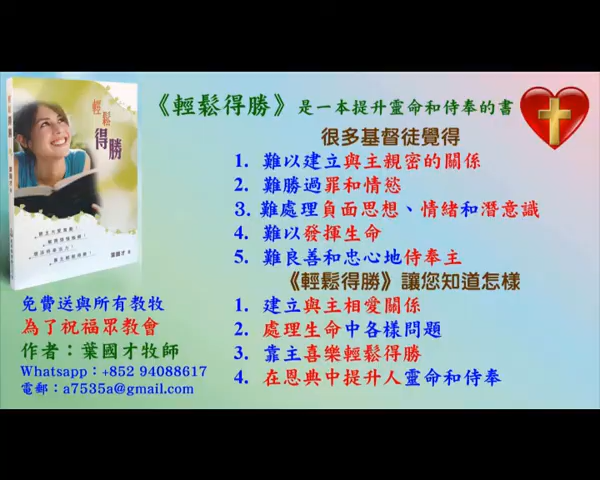 《輕鬆得勝》是一本提升靈命和侍奉的書
很多基督徒覺得
1. 難以建立與主親密的關係
2. 難勝過罪和情慾
3. 難處理負面思想、情緒和潛意識
4. 難以發揮生命
5. 難良善和忠心地侍奉主
《輕鬆得勝》讓您知道怎樣
1. 建立與主相愛關係
2. 處理生命中各樣問題
3. 靠主喜樂輕鬆得勝
4. 在恩典中提升人靈命和侍奉
輕鬆
得勝
葉國才 著
輕鬆得勝
免費送與所有教牧
為了祝福眾教會
作者：葉國才牧師
Whatsapp：+852 94088617
電郵：a7535a@gmail.com